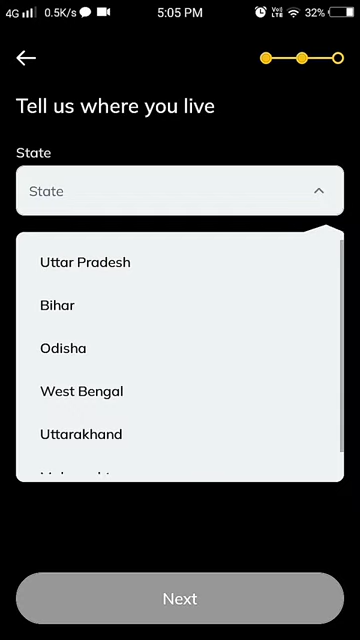 4G 0.5K/s 5:05 PM VoLTE 32%
Tell us where you live
State
State
Uttar Pradesh
Bihar
Odisha
West Bengal
Uttarakhand
Next